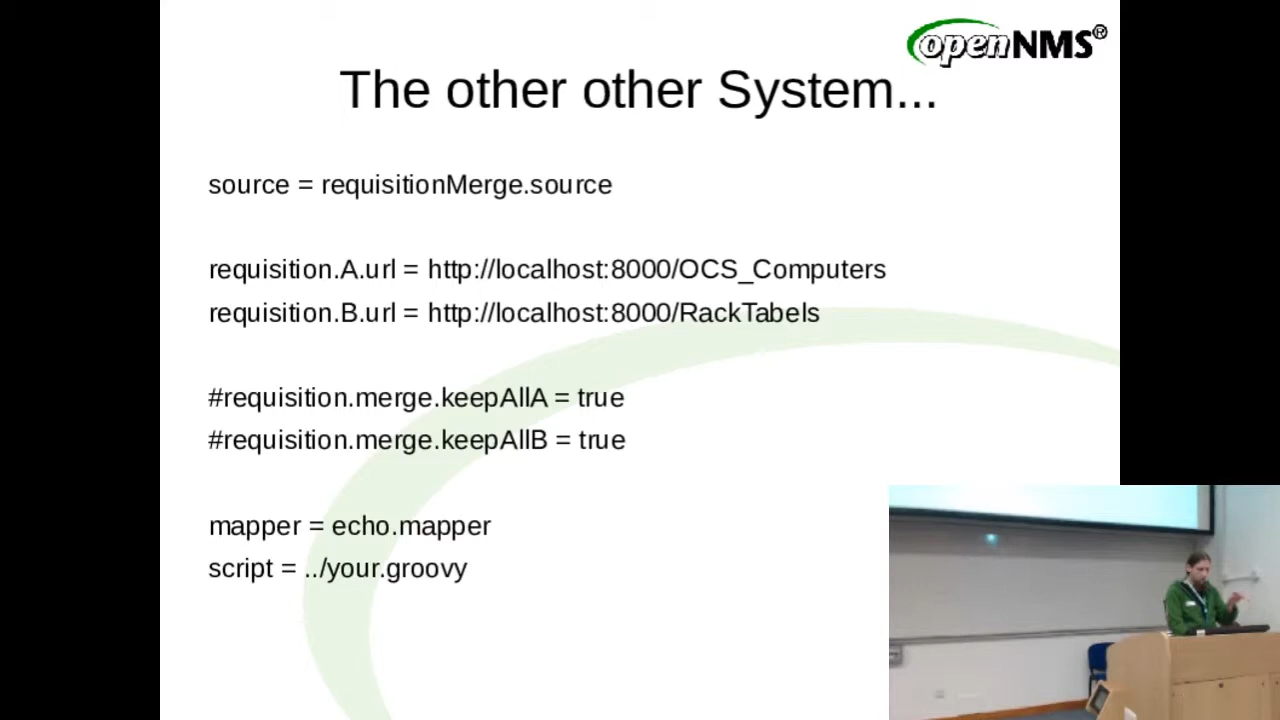 openNMS®
The other other System...
source = requisitionMerge.source
requisition.A.url = http://localhost:8000/OCS_Computers
requisition.B.url = http://localhost:8000/RackTabels
#requisition.merge.keepAllA = true
#requisition.merge.keepAllB = true
mapper = echo.mapper
script = ../your.groovy